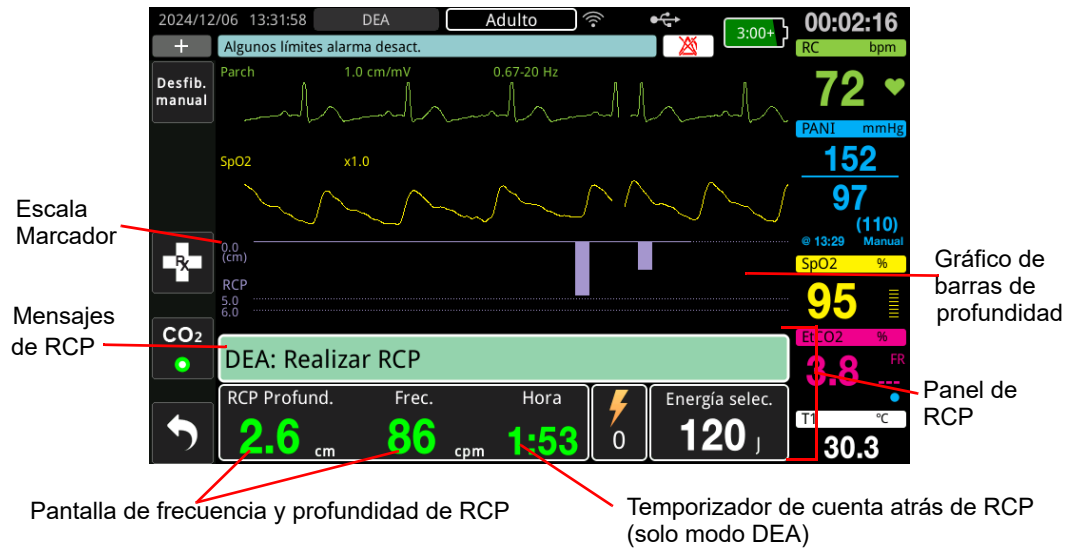 2024/12/06 13:31:58 DEA Adulto 3:00+ 00:02:16
+ Algunos límites alarma desact. RC bpm
Desfib.
manual
Parch 1.0 cm/mV 0.67-20 Hz
72
PANI mmHg
152
97
(110)
@ 13:29 Manual
SpO2 x1.0
Escala
Marcador
0.0
(cm)
RCP
5.0
6.0
Rx
SpO2 %
95
Gráfico de
barras de
profundidad
Mensajes
de RCP
CO2
DEA: Realizar RCP
EtCO2 %
3.8 FR
---
Panel de
RCP
RCP Profund. Frec. Hora Energía selec.
2.6 cm 86 cpm 1:53 0 120 J
T1 °C
30.3
Pantalla de frecuencia y profundidad de RCP
Temporizador de cuenta atrás de RCP
(solo modo DEA)